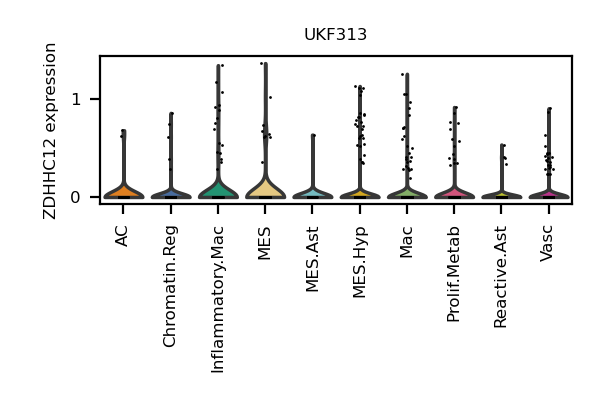 UKF313
ZDHHC12 expression
1
0
AC
Chromatin.Reg
Inflammatory.Mac
MES
MES.Ast
MES.Hyp
Mac
Prolif.Metab
Reactive.Ast
Vasc